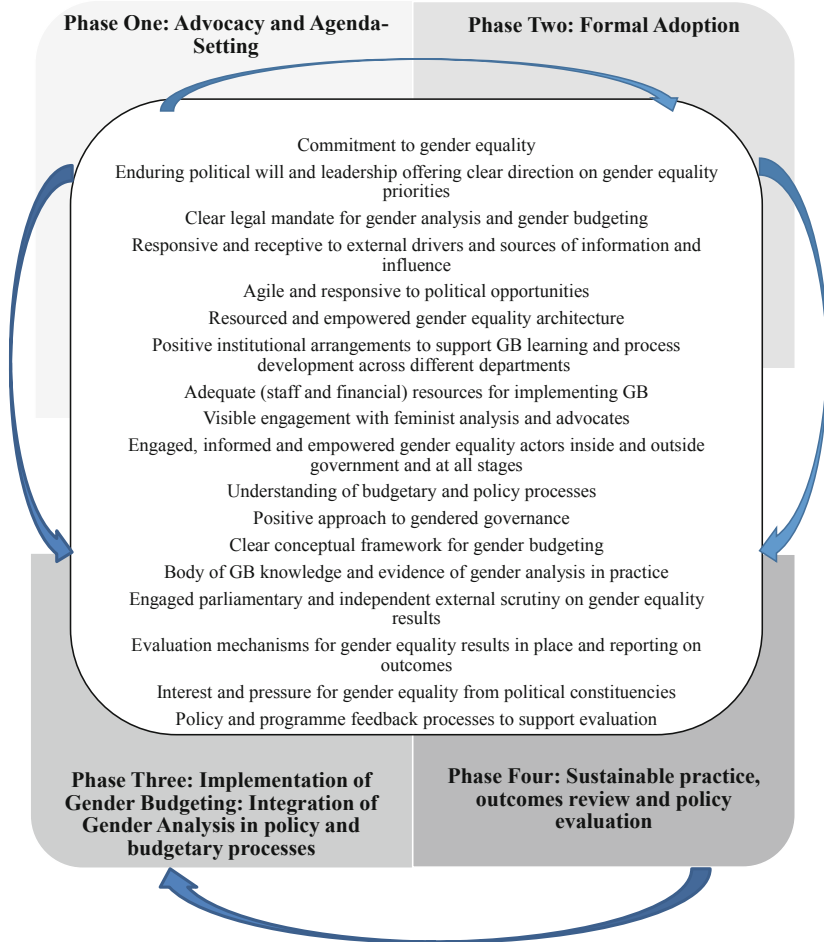 Phase One: Advocacy and Agenda-
Setting
Phase Two: Formal Adoption
Commitment to gender equality
Enduring political will and leadership offering clear direction on gender equality
priorities
Clear legal mandate for gender analysis and gender budgeting
Responsive and receptive to external drivers and sources of information and
influence
Agile and responsive to political opportunities
Resourced and empowered gender equality architecture
Positive institutional arrangements to support GB learning and process
development across different departments
Adequate (staff and financial) resources for implementing GB
Visible engagement with feminist analysis and advocates
Engaged, informed and empowered gender equality actors inside and outside
government and at all stages
Understanding of budgetary and policy processes
Positive approach to gendered governance
Clear conceptual framework for gender budgeting
Body of GB knowledge and evidence of gender analysis in practice
Engaged parliamentary and independent external scrutiny on gender equality
results
Evaluation mechanisms for gender equality results in place and reporting on
outcomes
Interest and pressure for gender equality from political constituencies
Policy and programme feedback processes to support evaluation
Phase Three: Implementation of
Gender Budgeting: Integration of
Gender Analysis in policy and
budgetary processes
Phase Four: Sustainable practice,
outcomes review and policy
evaluation